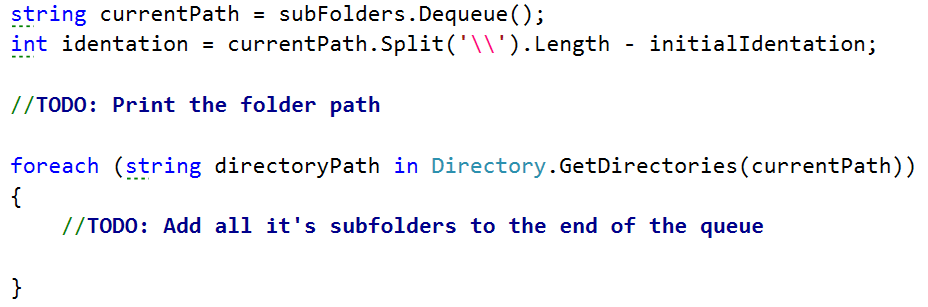 string currentPath = subFolders.Dequeue();
int identation = currentPath.Split('\\').Length - initialIdentation;
//TODO: Print the folder path
foreach (string directoryPath in Directory.GetDirectories(currentPath))
{
//TODO: Add all it's subfolders to the end of the queue
}